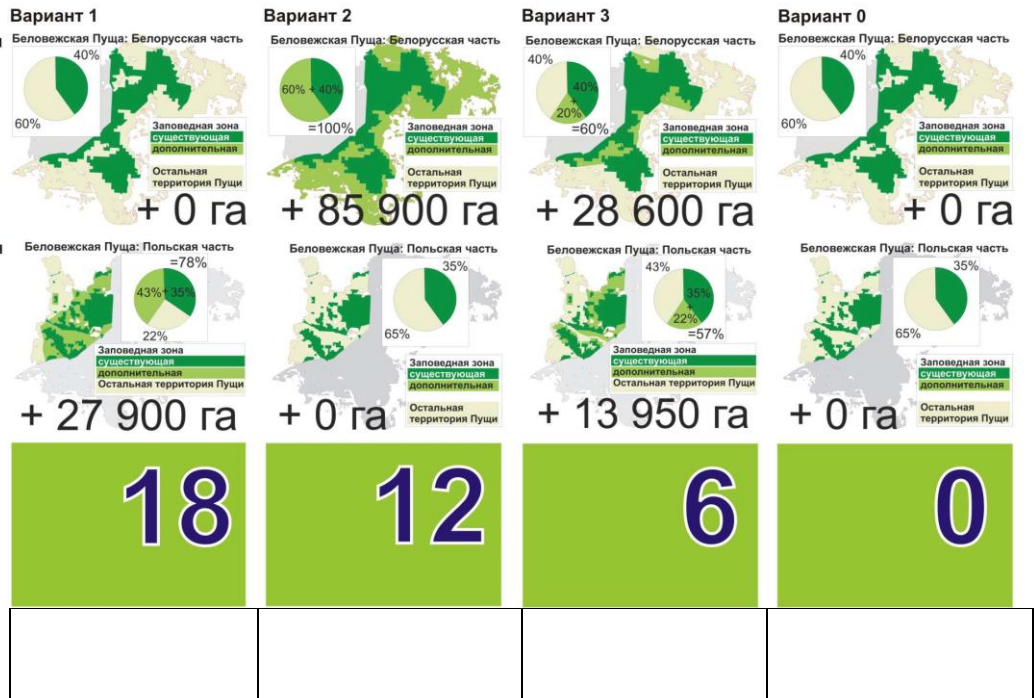 Вариант 1
Вариант 2
Вариант 3
Вариант 0
Беловежская Пуща: Белорусская часть
40%
60%
Заповедная зона
существующая
дополнительная
Остальная
территория Пущи
+ 0 га
Беловежская Пуща: Белорусская часть
60% + 40%
=100%
Заповедная зона
существующая
дополнительная
Остальная
территория Пущи
+ 85 900 га
Беловежская Пуща: Белорусская часть
40%
40%
+
20%
=60%
Заповедная зона
существующая
дополнительная
Остальная
территория Пущи
+ 28 600 га
Беловежская Пуща: Белорусская часть
40%
60%
Заповедная зона
существующая
дополнительная
Остальная
территория Пущи
+ 0 га
Беловежская Пуща: Польская часть
=78%
43%+35%
22%
Заповедная зона
существующая
дополнительная
Остальная территория Пущи
+ 27 900 га
Беловежская Пуща: Польская часть
35%
65%
Заповедная зона
существующая
дополнительная
Остальная
территория Пущи
+ 0 га
Беловежская Пуща: Польская часть
43%
35%
+
22%
=57%
Заповедная зона
существующая
дополнительная
Остальная территория Пущи
+ 13 950 га
Беловежская Пуща: Польская часть
35%
65%
Заповедная зона
существующая
дополнительная
Остальная
территория Пущи
+ 0 га
18
12
6
0